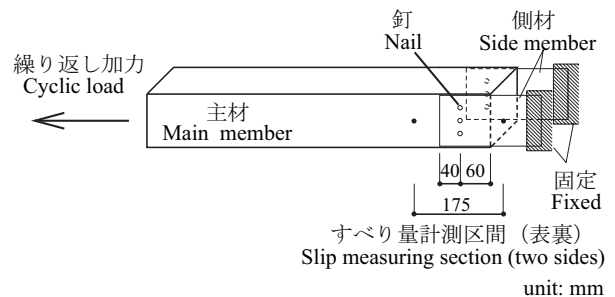 釘
Nail
側材
Side member
繰り返し加力
Cyclic load
主材
Main member
固定
Fixed
40 60
175
すべり量計測区間（表裏）
Slip measuring section (two sides)
unit: mm